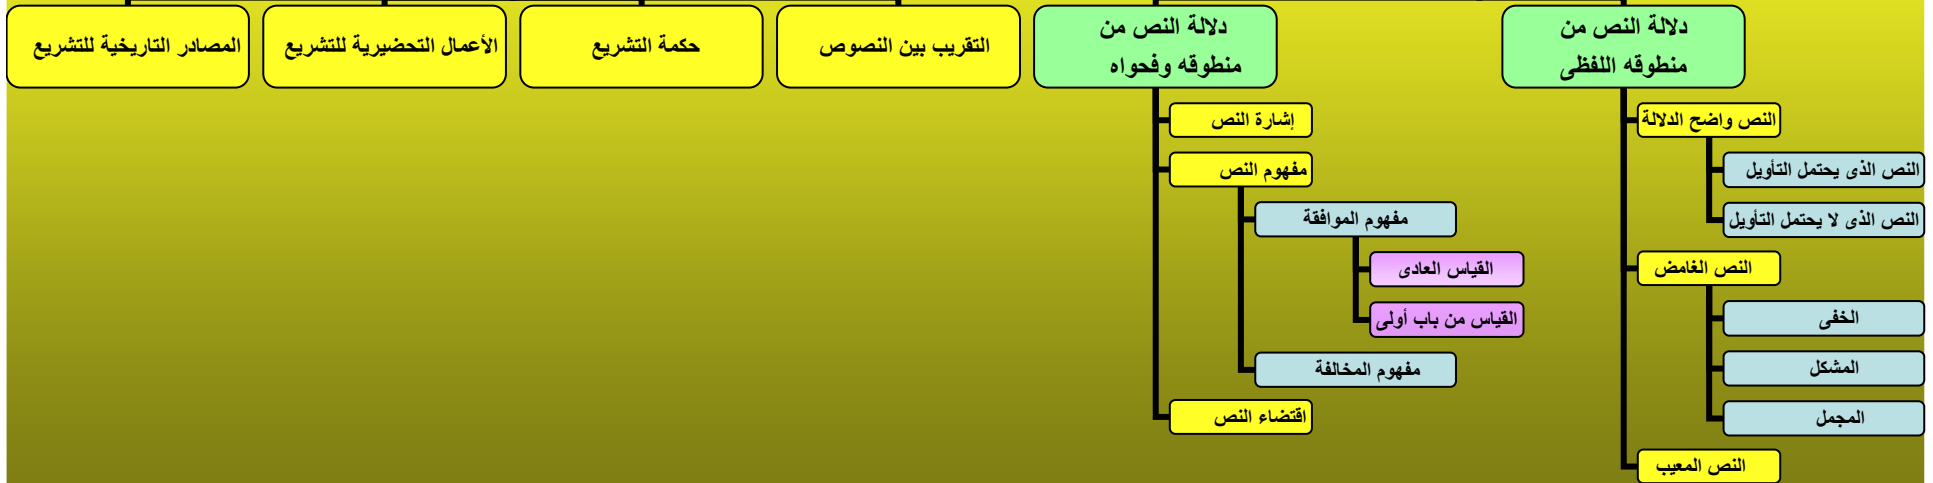 دلالة النص من
منطوقه اللفظى
النص واضح الدلالة
النص الذى يحتمل التأويل
النص الذى لا يحتمل التأويل
النص الغامض
الخفى
المشكل
المجمل
النص المعيب
دلالة النص من
منطوقه وفحواه
إشارة النص
مفهوم النص
مفهوم الموافقة
القياس العادى
القياس من باب أولى
مفهوم المخالفة
اقتضاء النص
التقريب بين النصوص
حكمة التشريع
الأعمال التحضيرية للتشريع
المصادر التاريخية للتشريع